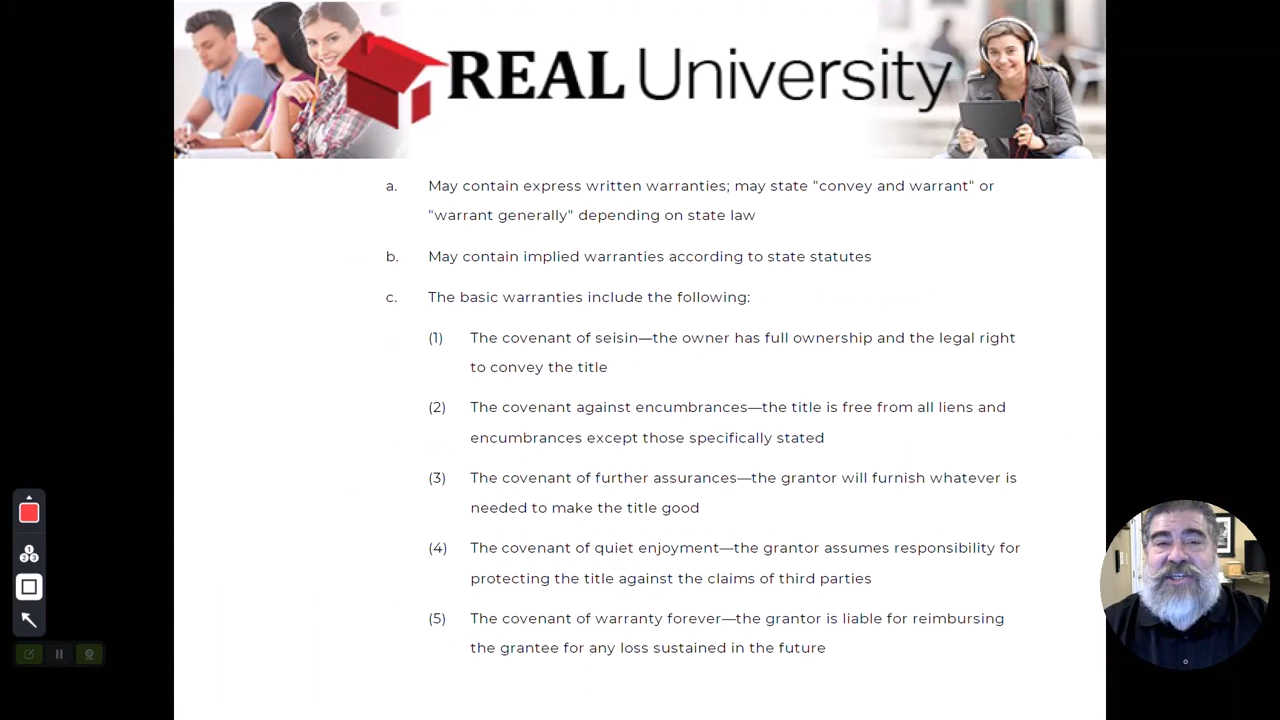 REAL University
a. May contain express written warranties; may state "convey and warrant" or
"warrant generally" depending on state law
b. May contain implied warranties according to state statutes
c. The basic warranties include the following:
(1) The covenant of seisin—the owner has full ownership and the legal right
to convey the title
(2) The covenant against encumbrances—the title is free from all liens and
encumbrances except those specifically stated
(3) The covenant of further assurances—the grantor will furnish whatever is
needed to make the title good
(4) The covenant of quiet enjoyment—the grantor assumes responsibility for
protecting the title against the claims of third parties
(5) The covenant of warranty forever—the grantor is liable for reimbursing
the grantee for any loss sustained in the future